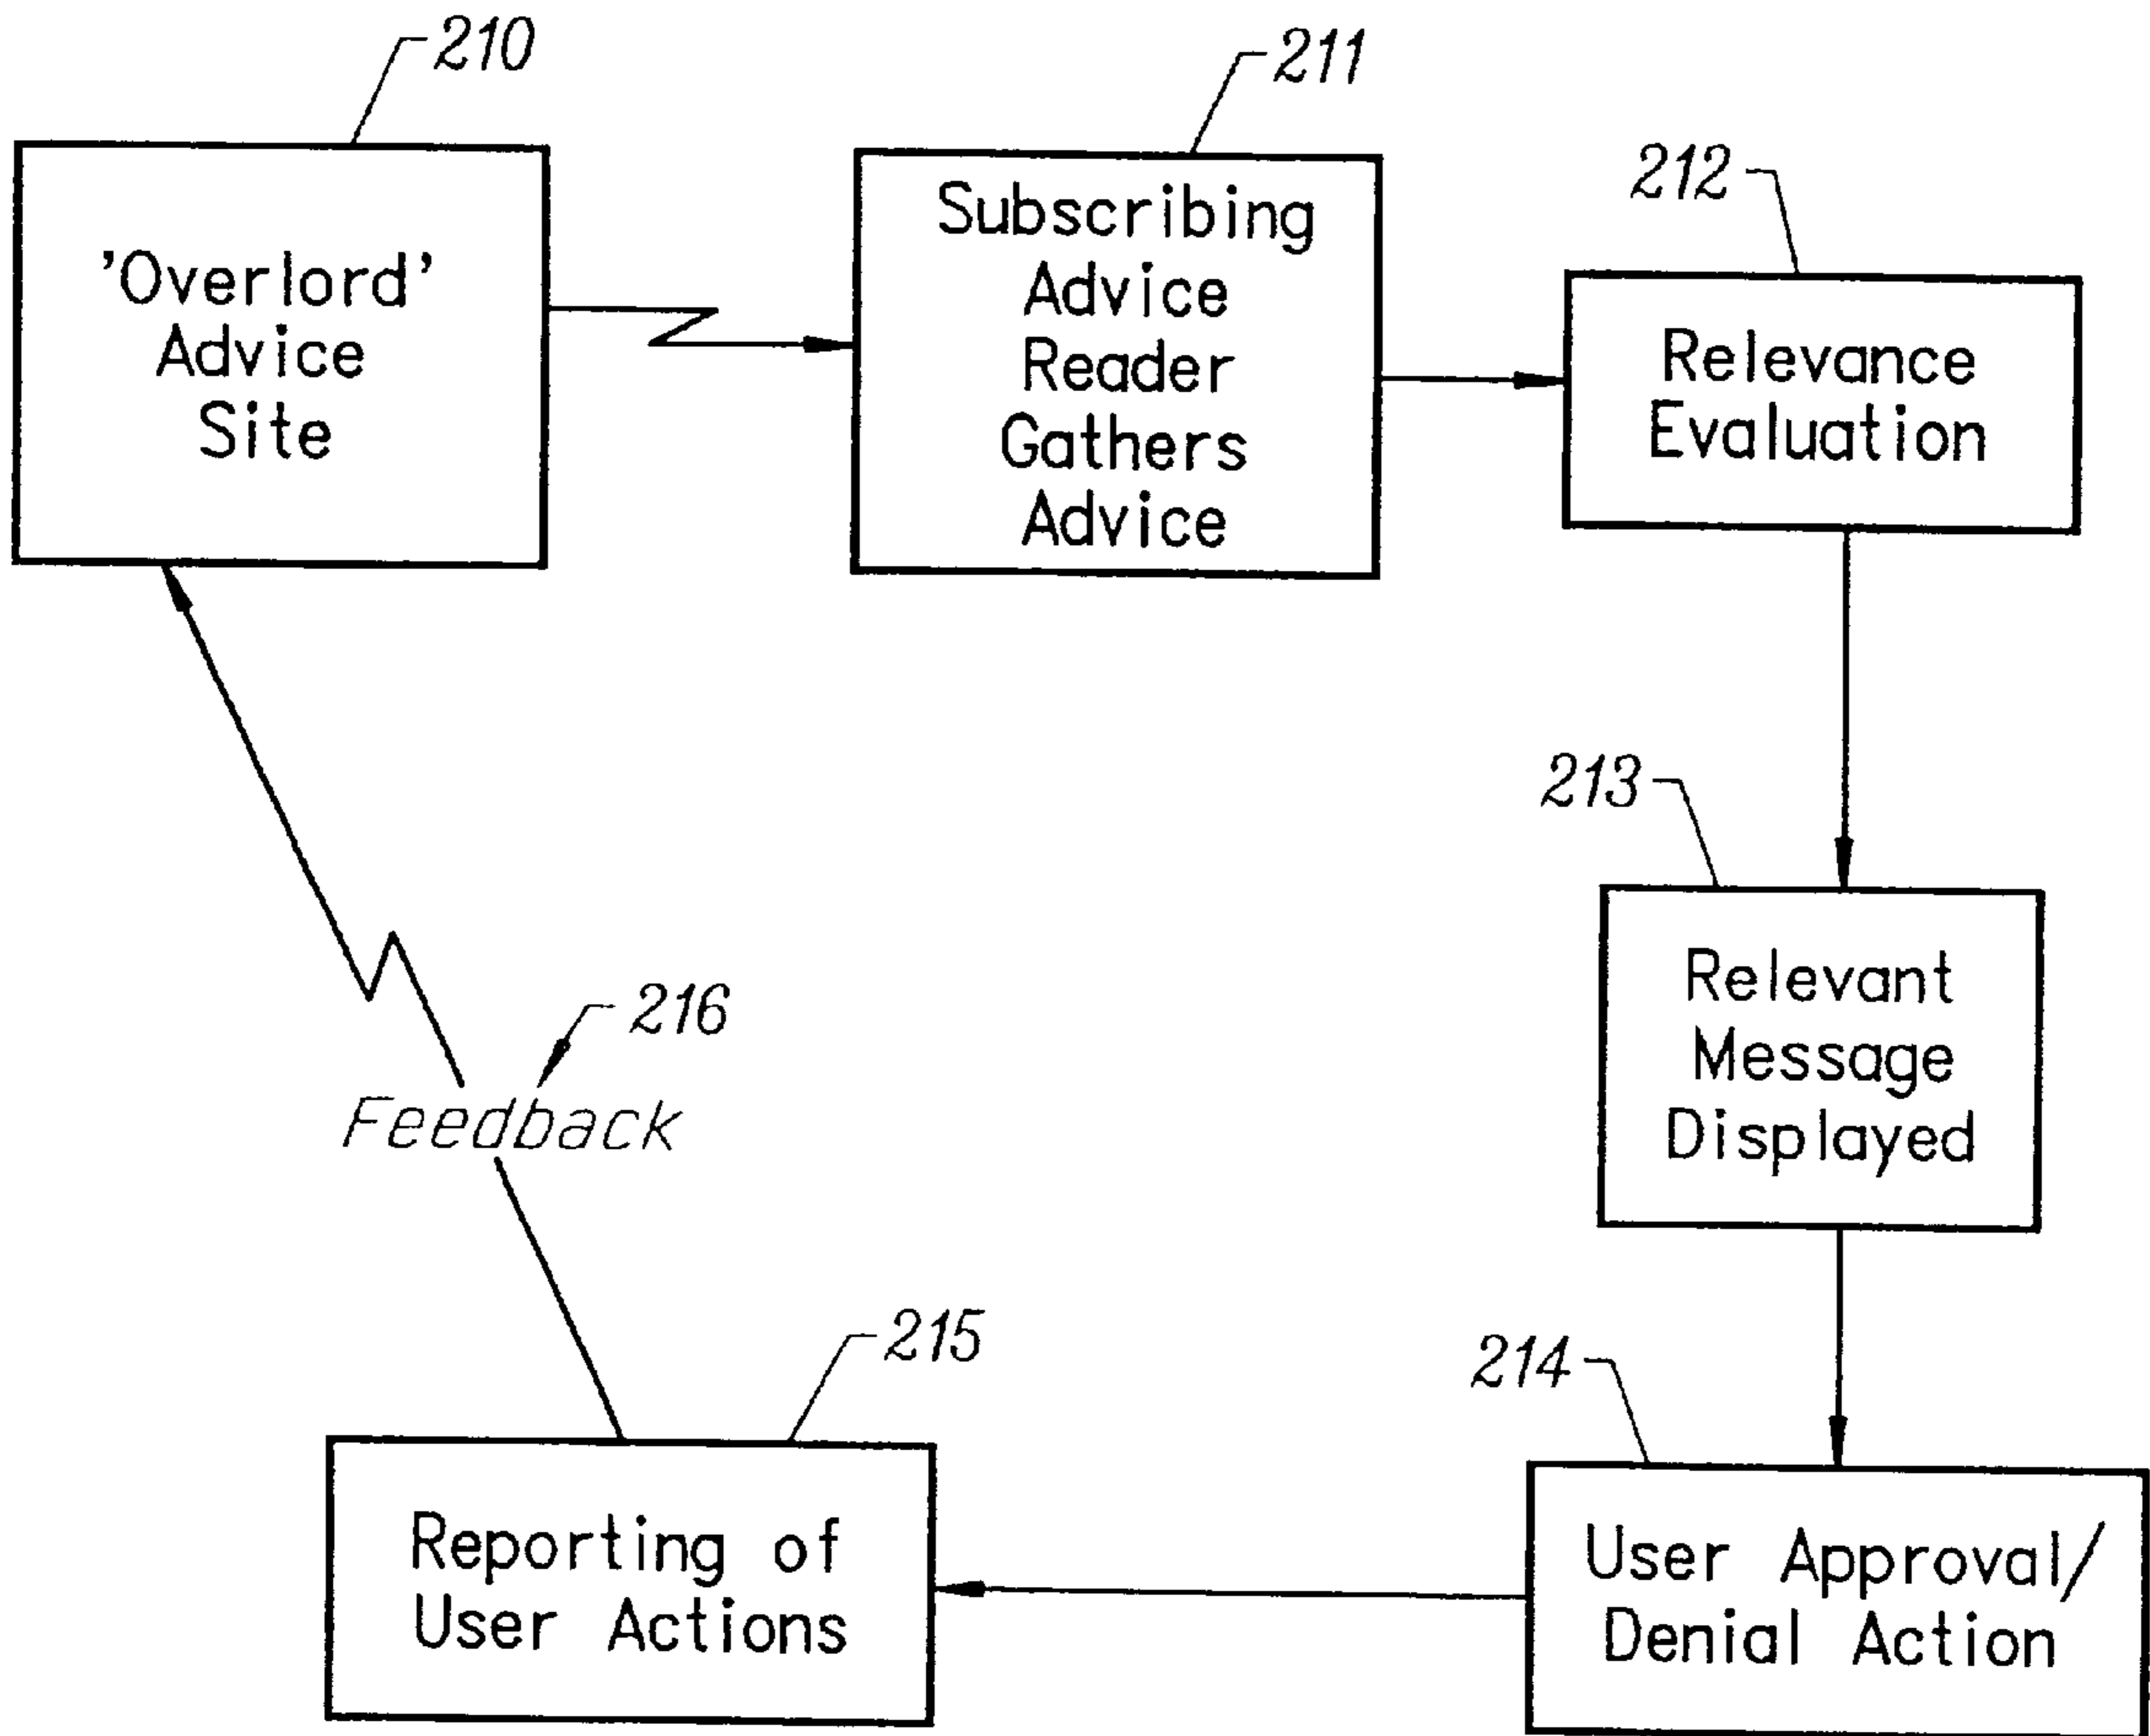 210
'Overlord'
Advice
Site
211
Subscribing
Advice
Reader
Gathers
Advice
212
Relevance
Evaluation
213
Relevant
Message
Displayed
214
User Approval/
Denial Action
215
Reporting of
User Actions
216
Feedback